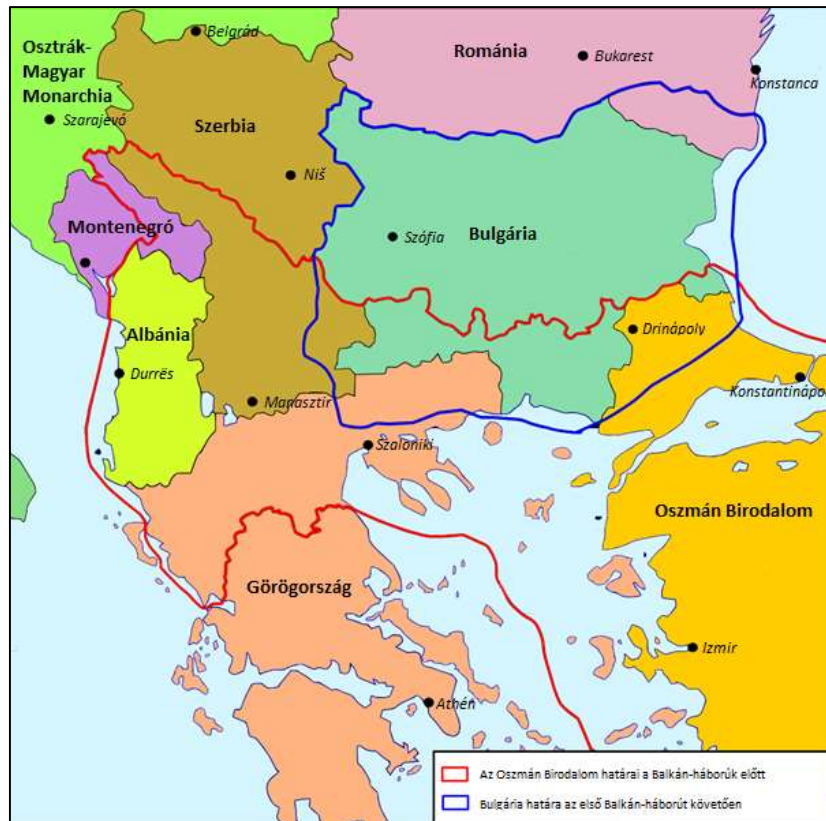 Belgrád
Osztrák-
Magyar
Monarchia
Szarajevó
Románia
Bukarest
Konstanca
Szerbia
Niš
Montenegró
Szófia
Bulgária
Albánia
Durrës
Drinápoly
Konstantinápo
Manasztir
Szaloniki
Oszmán Birodalom
Görögország
Izmir
Athén
Az Oszmán Birodalom határai a Balkán-háborúk előtt
Bulgária határa az első Balkán-háborút követően